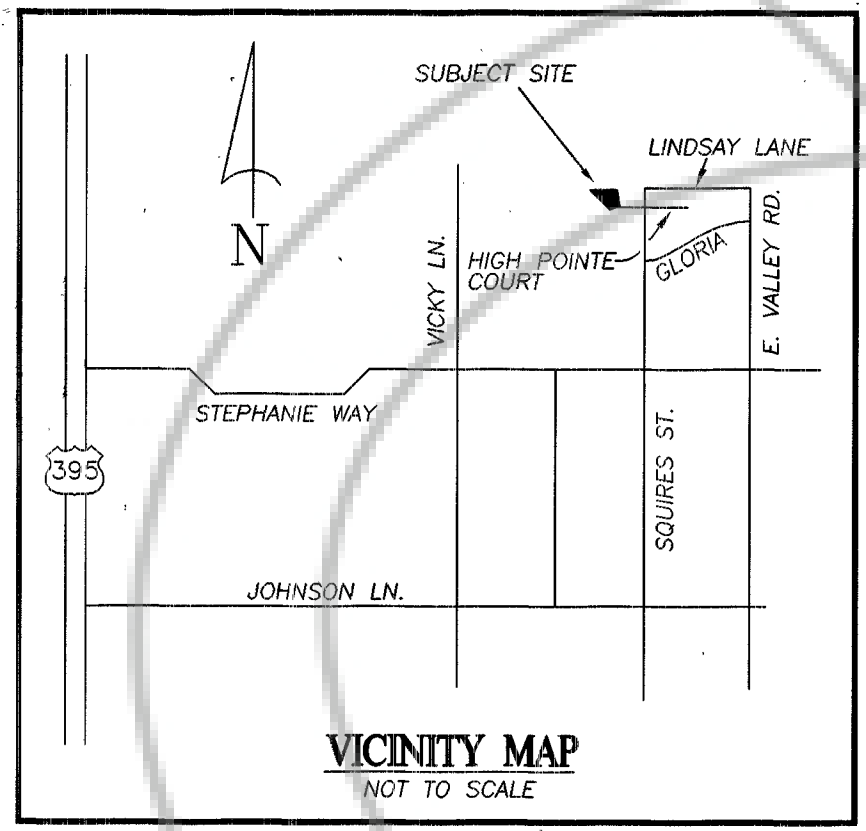 SUBJECT SITE
LINDSAY LANE
N
VICKY LN.
HIGH POINTE
COURT
GLORIA
E. VALLEY RD.
STEPHANIE WAY
395
SQUIRES ST.
JOHNSON LN.
VICINITY MAP
NOT TO SCALE